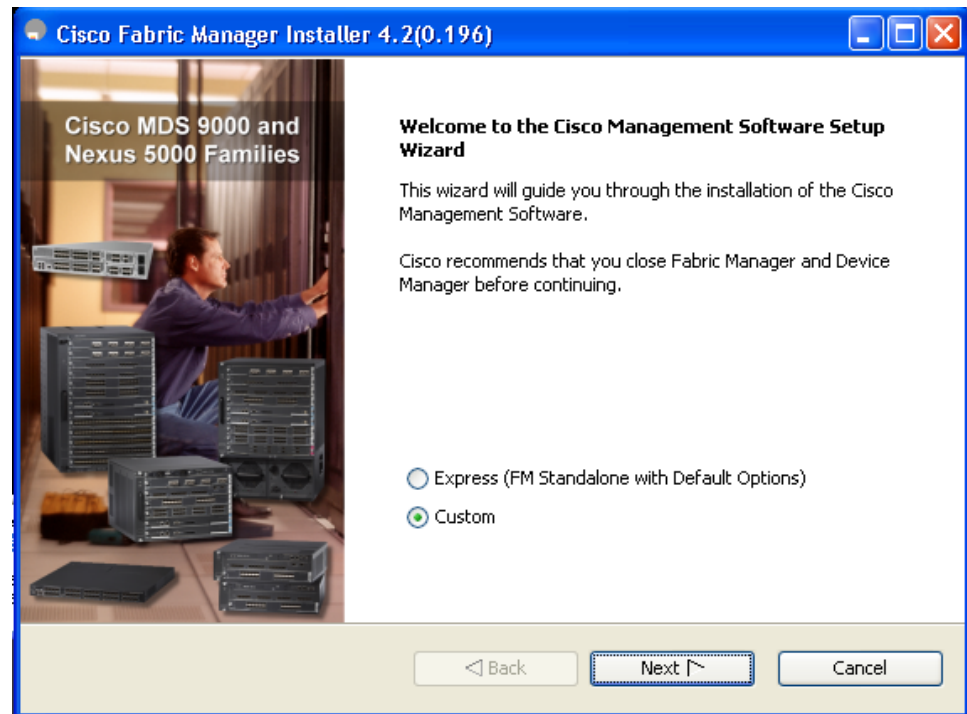 Cisco Fabric Manager Installer 4.2(0.196)
Cisco MDS 9000 and
Nexus 5000 Families
Welcome to the Cisco Management Software Setup
Wizard
This wizard will guide you through the installation of the Cisco
Management Software.
Cisco recommends that you close Fabric Manager and Device
Manager before continuing.
Express (FM Standalone with Default Options)
Custom
Back
Next
Cancel